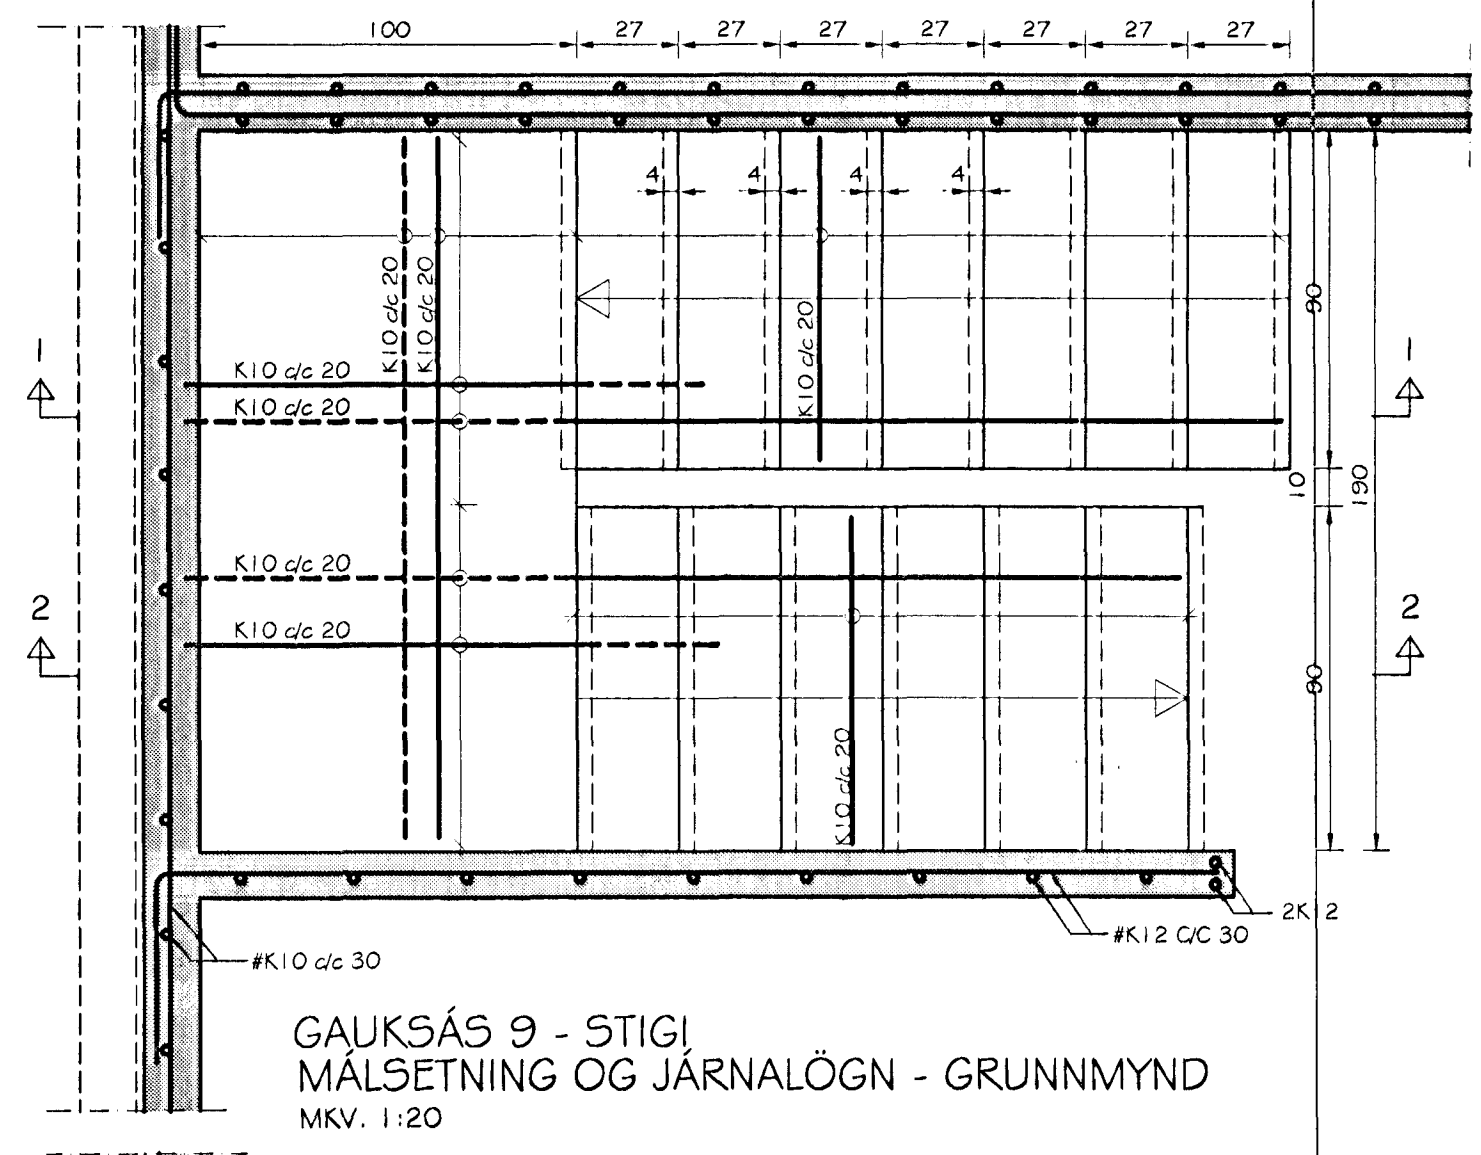 100 27 27 27 27 27 27 27
4 4 4 4
K10 c/c 20
K10 c/c 20
K10 c/c 20
90
1
1
K10 c/c 20
K10 c/c 20
10
190
K10 c/c 20
2
2
K10 c/c 20
90
K10 c/c 20
2K12
#K12 C/C 30
#K10 c/c 30
GAUKSÁS 9 - STIGI
MÁLSETNING OG JÁRNALÖGN - GRUNNMYND
MKV. 1:20